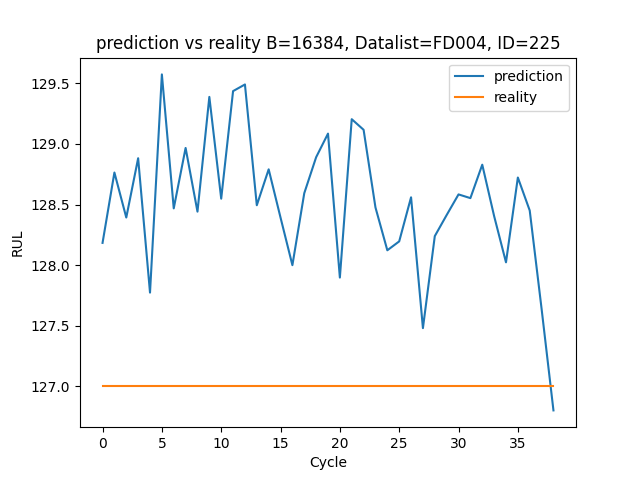 prediction vs reality B=16384, Datalist=FD004, ID=225
prediction
reality
129.5
129.0
128.5
128.0
127.5
127.0
RUL
0 5 10 15 20 25 30 35
Cycle